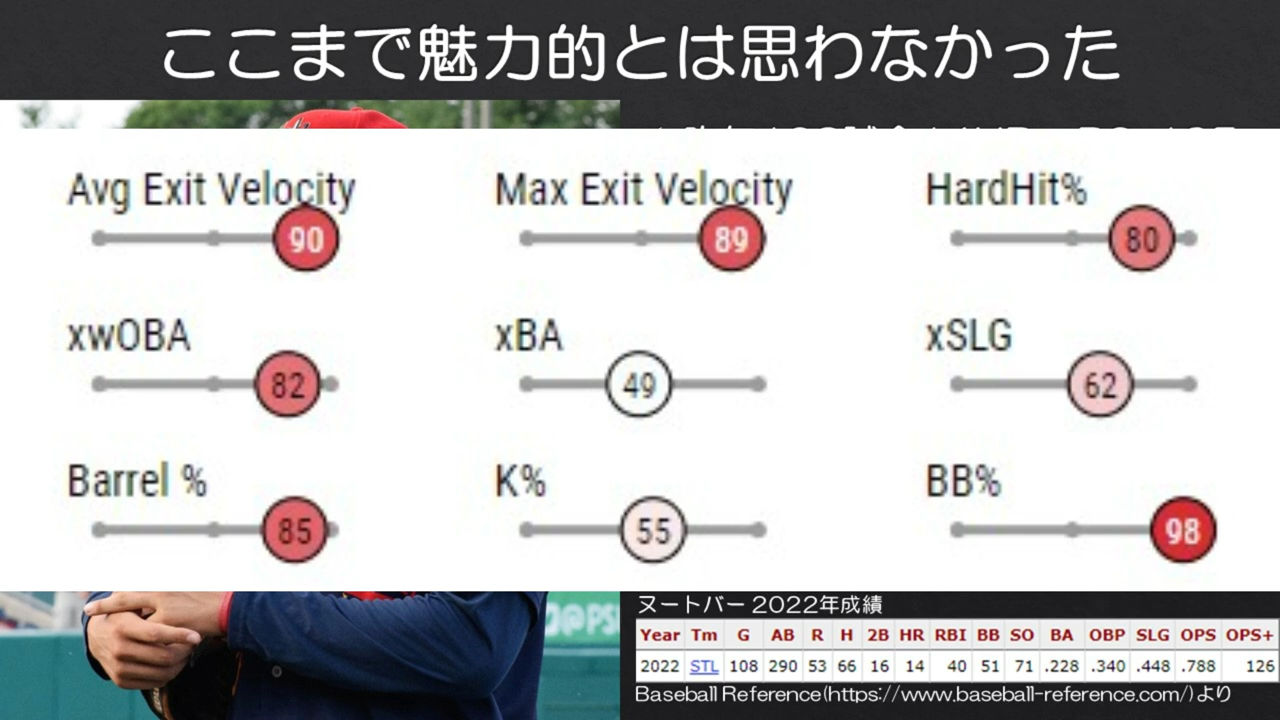 ここまで魅力的とは思わなかった
Avg Exit Velocity Max Exit Velocity HardHit%
90 89 80
xwOBA xBA xSLG
82 49 62
Barrel % K% BB%
85 55 98
@PS
ヌートバー 2022年成績
Year Tm G AB R H 2B HR RBI BB SO BA OBP SLG OPS OPS+
2022 STL 108 290 53 66 16 14 40 51 71 .228 .340 .448 .788 126
Baseball Reference(https://www.baseball-reference.com/)より